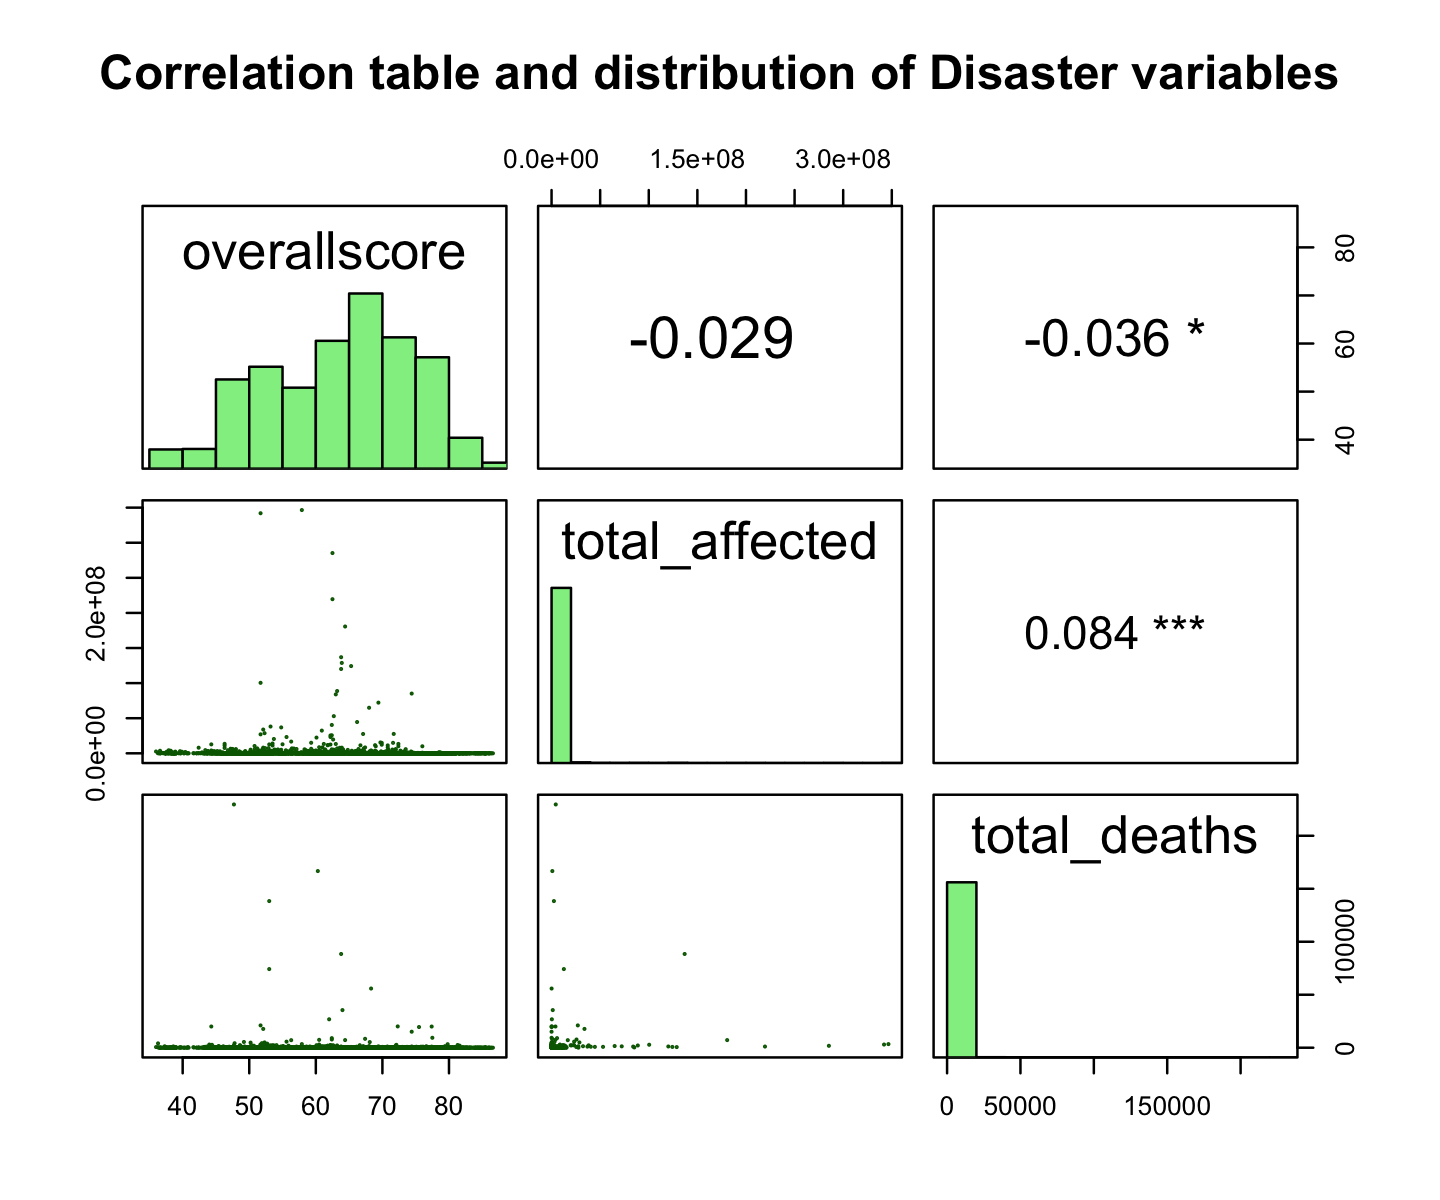 Correlation table and distribution of Disaster variables
0.0e+00 1.5e+08 3.0e+08
overallscore
-0.029
-0.036 *
40 60 80
total_affected
0.084 ***
0.0e+00 2.0e+08
total_deaths
0 100000
40 50 60 70 80
0 50000 150000